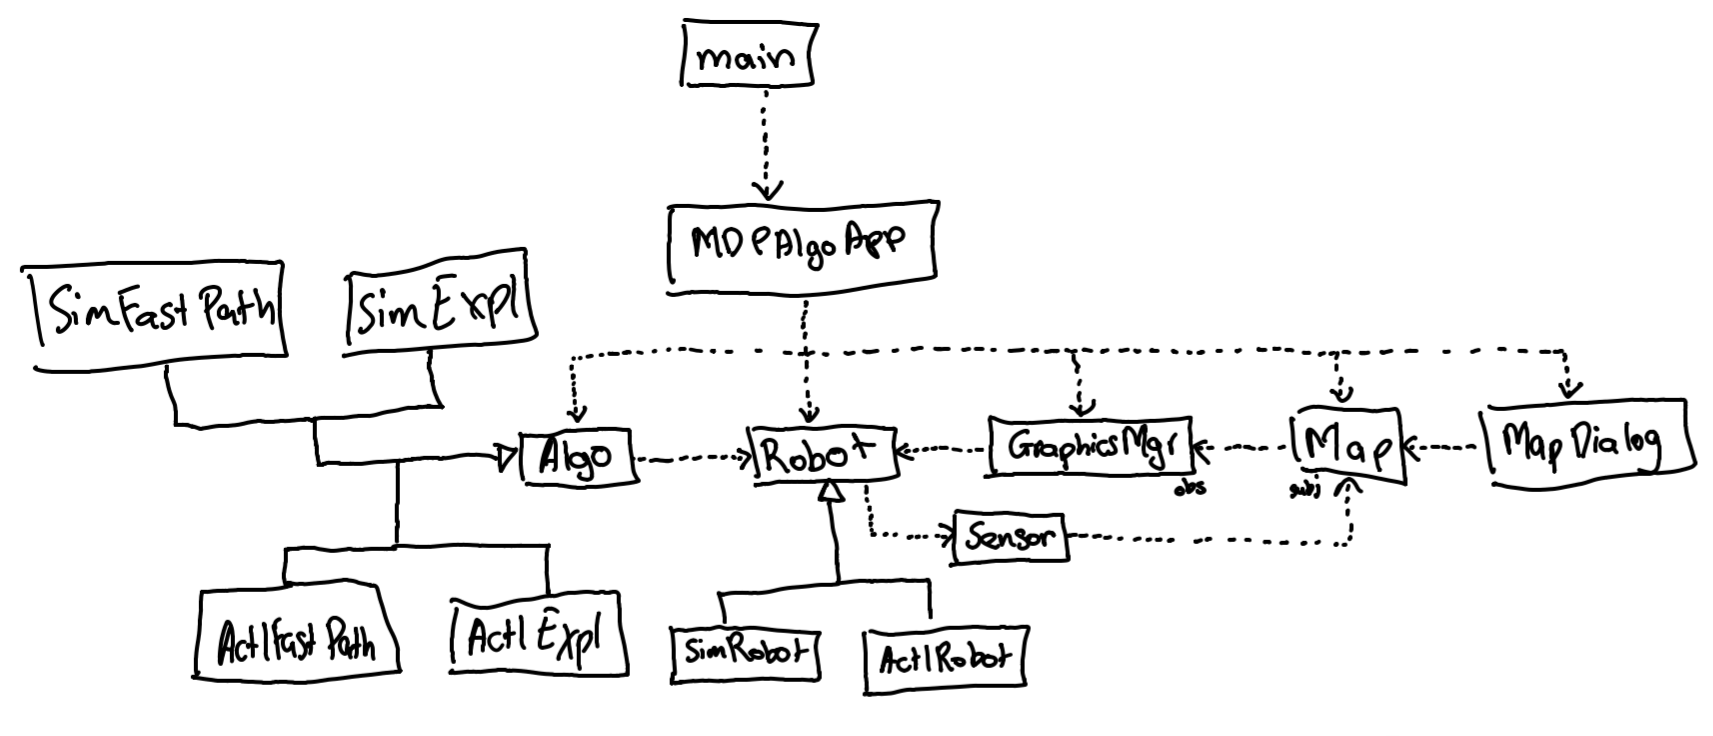 main
MDPAlgoApp
SimFastPath
SimExpl
Algo
Robot
GraphicsMgr
obs
Map
subj
MapDialog
Sensor
ActlFastPath
ActlExpl
SimRobot
ActlRobot